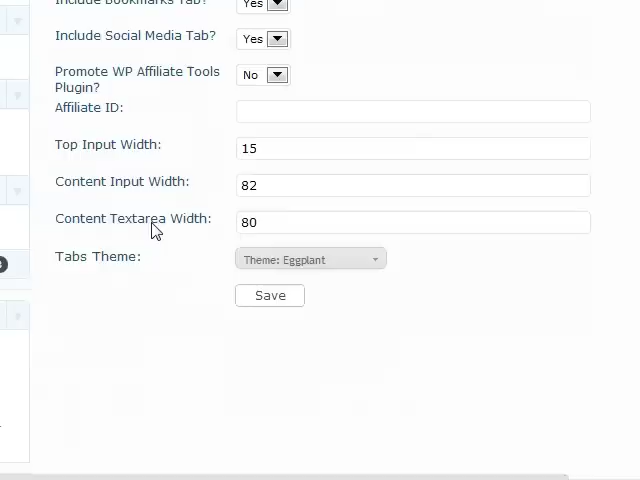 Include Bookmarks Tab? Yes
Include Social Media Tab? Yes
Promote WP Affiliate Tools No
Plugin?
Affiliate ID:
Top Input Width: 15
Content Input Width: 82
Content Textarea Width: 80
Tabs Theme: Theme: Eggplant
Save